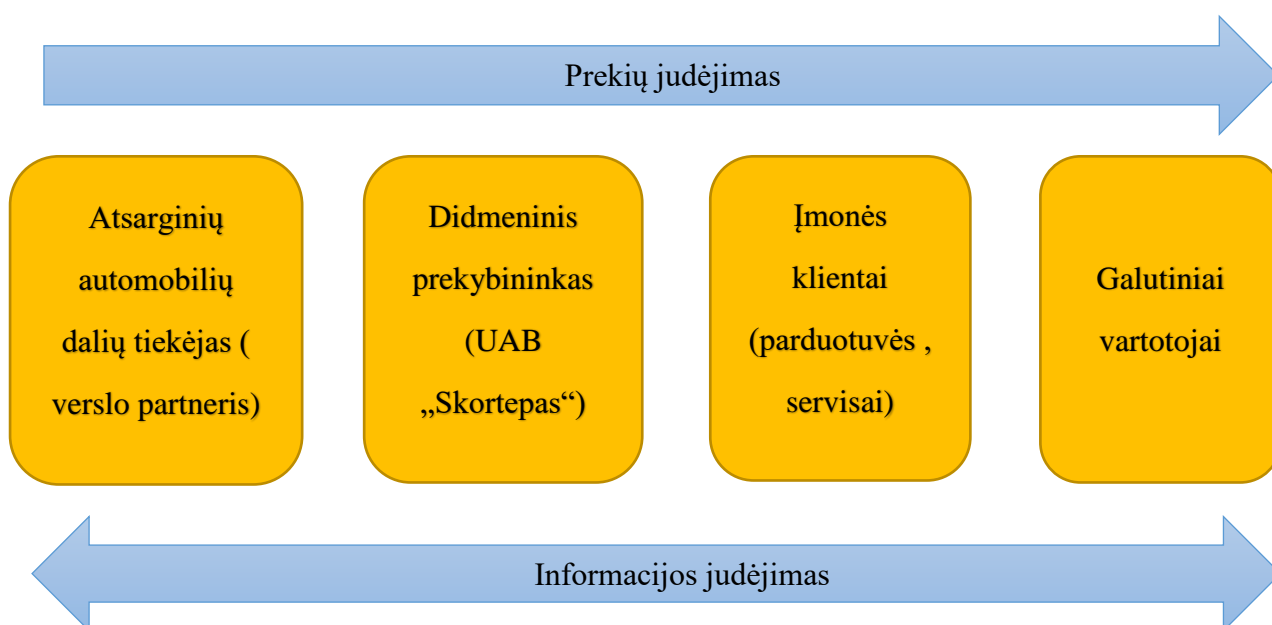 Prekių judėjimas
Atsarginių
automobilių
dalių tiekėjas (
verslo partneris)
Didmeninis
prekybininkas
(UAB
„Skortepas“)
Įmonės
klientai
(parduotuvės ,
servisai)
Galutiniai
vartotojai
Informacijos judėjimas